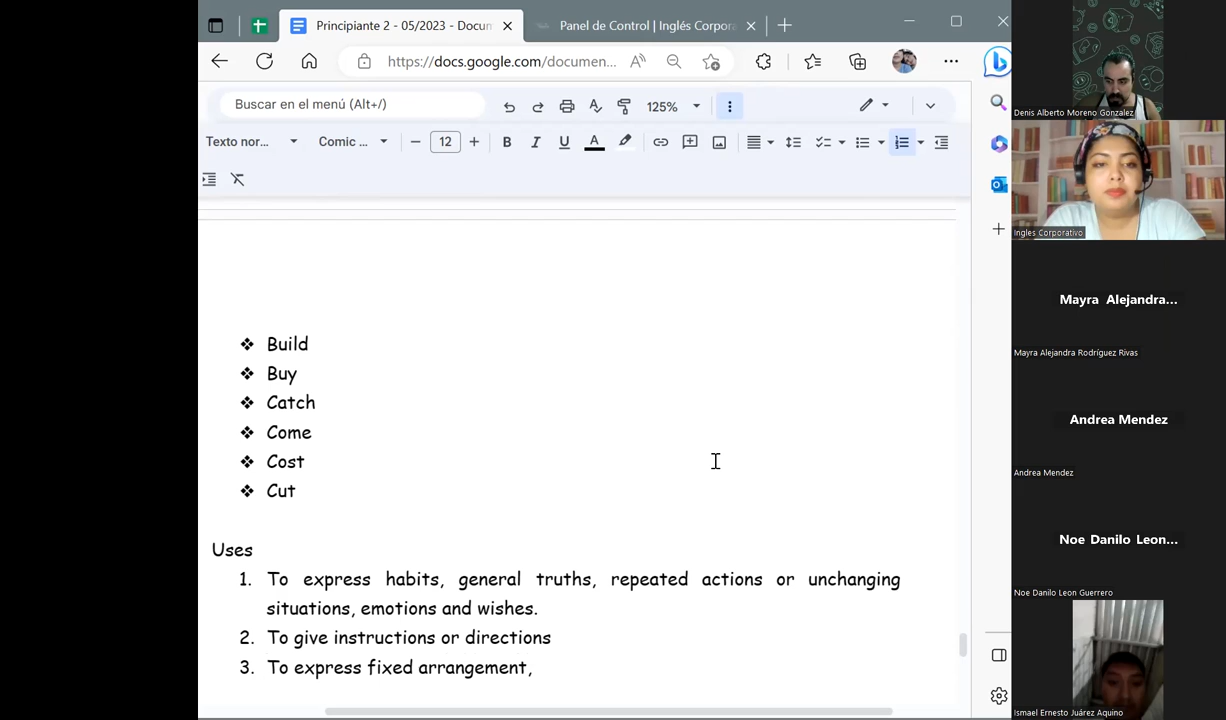 Principiante 2 - 05/2023 - Docum
Panel de Control | Inglés Corpora
https://docs.google.com/documen...
Buscar en el menú (Alt+/)
125%
Texto nor...
Comic ...
12
B I U A
Build
Buy
Catch
Come
Cost
Cut
Uses
1. To express habits, general truths, repeated actions or unchanging
situations, emotions and wishes.
2. To give instructions or directions
3. To express fixed arrangement,
Denis Alberto Moreno Gonzalez
Ingles Corporativo
Mayra Alejandra...
Mayra Alejandra Rodríguez Rivas
Andrea Mendez
Andrea Mendez
Noe Danilo Leon...
Noe Danilo Leon Guerrero
Ismael Ernesto Juárez Aquino